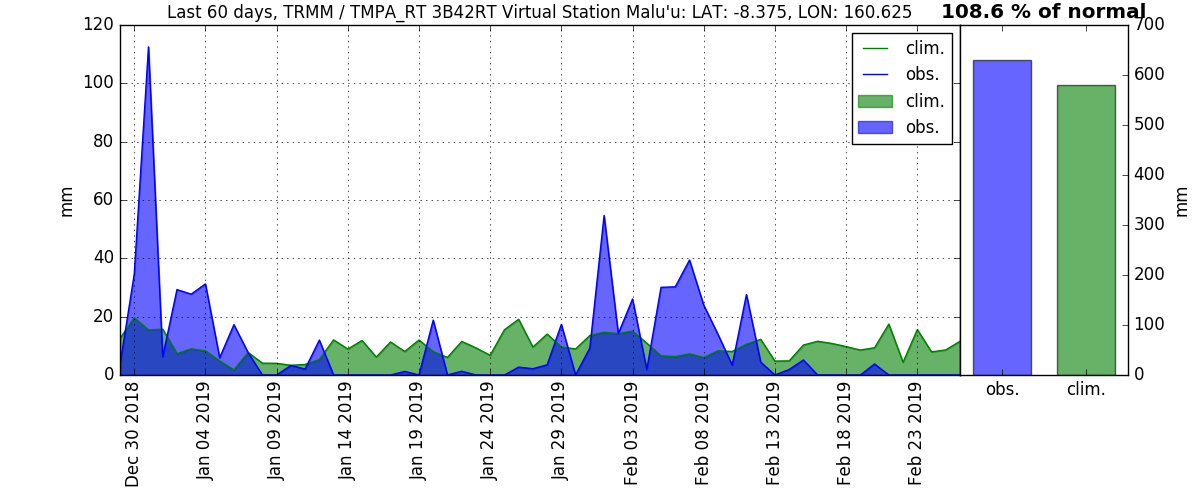 Last 60 days, TRMM / TMPA_RT 3B42RT Virtual Station Malu'u: LAT: -8.375, LON: 160.625
108.6 % of normal
mm
120
100
80
60
40
20
0
Dec 30 2018
Jan 04 2019
Jan 09 2019
Jan 14 2019
Jan 19 2019
Jan 24 2019
Jan 29 2019
Feb 03 2019
Feb 08 2019
Feb 13 2019
Feb 18 2019
Feb 23 2019
clim.
obs.
clim.
obs.
700
600
500
400
300
200
100
0
mm
obs.
clim.